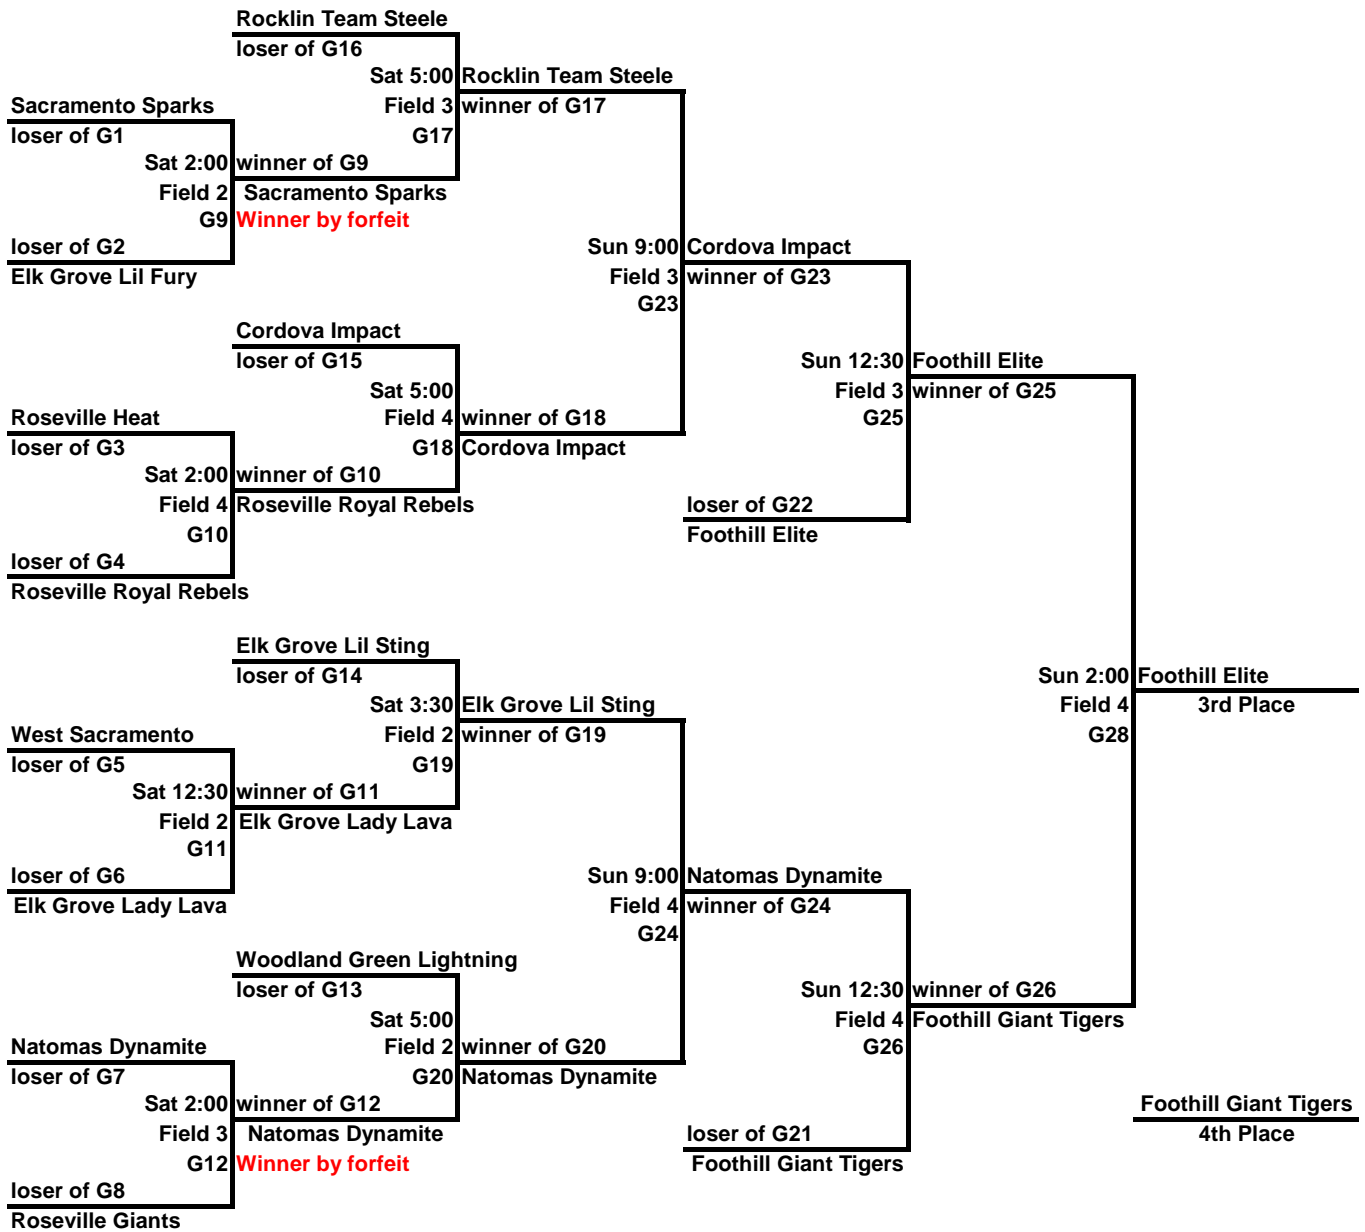 Rocklin Team Steele
loser of G16
Sat 5:00 Rocklin Team Steele
Sacramento Sparks
Field 3 winner of G17
loser of G1
G17
Sat 2:00 winner of G9
Field 2 Sacramento Sparks
G9 Winner by forfeit
loser of G2
Sun 9:00 Cordova Impact
Elk Grove Lil Fury
Field 3 winner of G23
G23
Cordova Impact
loser of G15
Sun 12:30 Foothill Elite
Sat 5:00
Field 3 winner of G25
Roseville Heat
Field 4 winner of G18
G25
loser of G3
G18 Cordova Impact
Sat 2:00 winner of G10
Field 4 Roseville Royal Rebels
loser of G22
G10
Foothill Elite
loser of G4
Roseville Royal Rebels
Elk Grove Lil Sting
loser of G14
Sun 2:00 Foothill Elite
Sat 3:30 Elk Grove Lil Sting
Field 4
3rd Place
West Sacramento
Field 2 winner of G19
G28
loser of G5
G19
Sat 12:30 winner of G11
Field 2 Elk Grove Lady Lava
G11
loser of G6
Sun 9:00 Natomas Dynamite
Elk Grove Lady Lava
Field 4 winner of G24
G24
Woodland Green Lightning
loser of G13
Sun 12:30 winner of G26
Sat 5:00
Field 4 Foothill Giant Tigers
Natomas Dynamite
Field 2 winner of G20
G26
loser of G7
G20 Natomas Dynamite
Sat 2:00 winner of G12
Foothill Giant Tigers
Field 3 Natomas Dynamite
loser of G21
4th Place
G12 Winner by forfeit
Foothill Giant Tigers
loser of G8
Roseville Giants